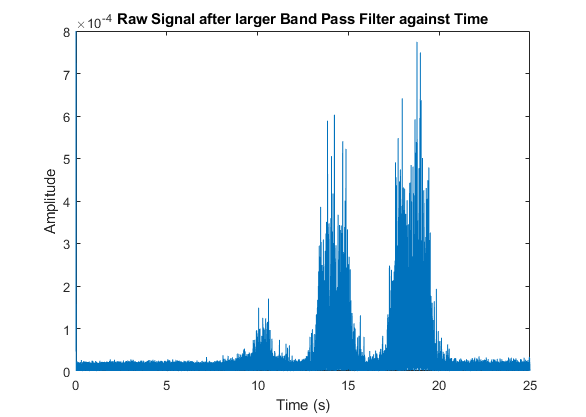 Raw Signal after larger Band Pass Filter against Time
×10⁻⁴
8
7
6
5
4
3
2
1
0
Amplitude
0 5 10 15 20 25
Time (s)